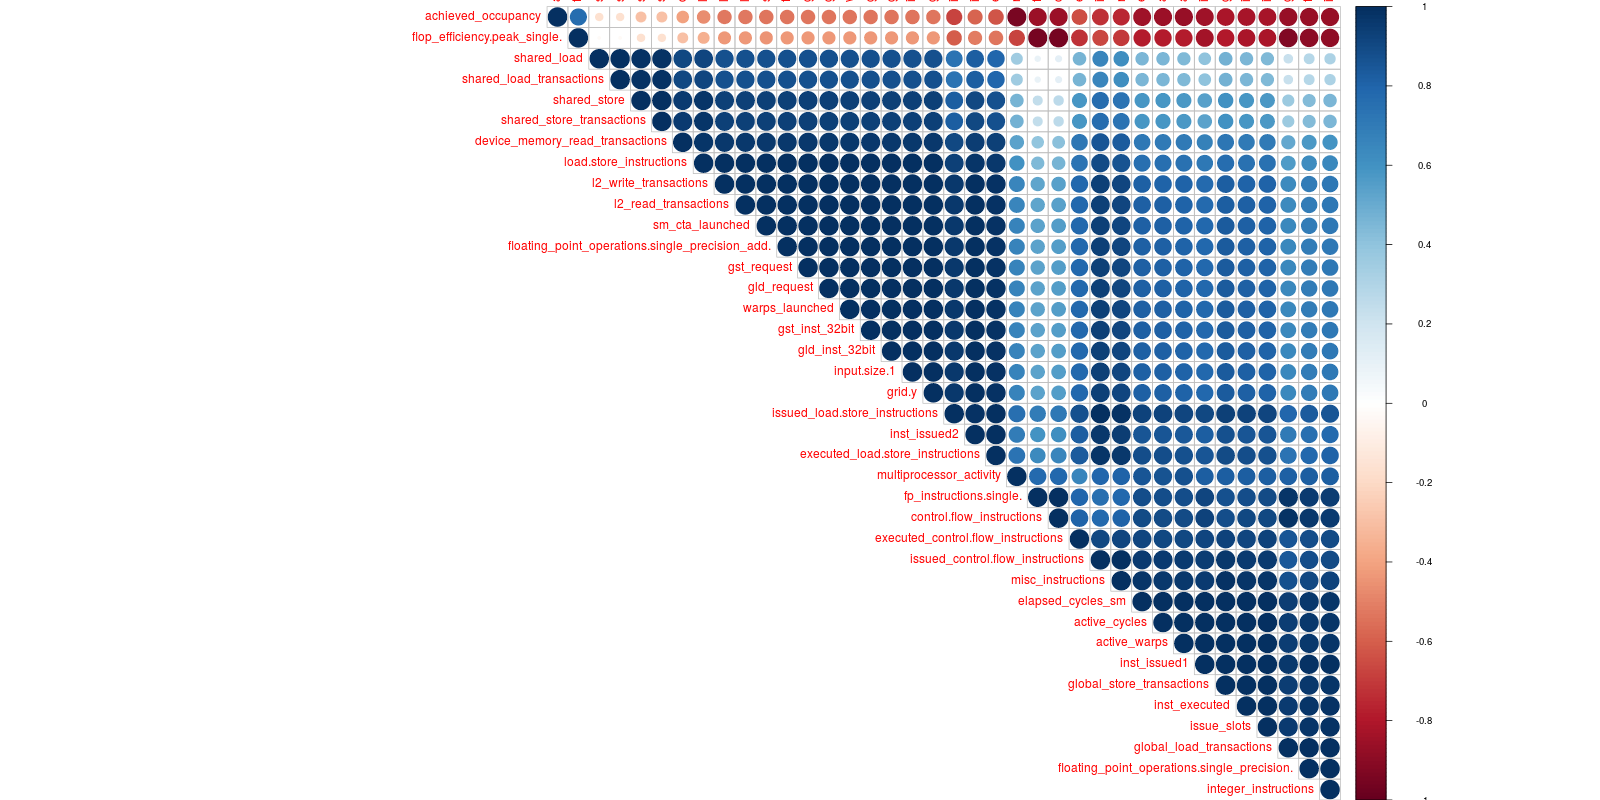 achieved_occupancy
flop_efficiency.peak_single.
shared_load
shared_load_transactions
shared_store
shared_store_transactions
device_memory_read_transactions
load.store_instructions
l2_write_transactions
l2_read_transactions
sm_cta_launched
floating_point_operations.single_precision_add.
gst_request
gld_request
warps_launched
gst_inst_32bit
gld_inst_32bit
input.size.1
grid.y
issued_load.store_instructions
inst_issued2
executed_load.store_instructions
multiprocessor_activity
fp_instructions.single.
control.flow_instructions
executed_control.flow_instructions
issued_control.flow_instructions
misc_instructions
elapsed_cycles_sm
active_cycles
active_warps
inst_issued1
global_store_transactions
inst_executed
issue_slots
global_load_transactions
floating_point_operations.single_precision.
integer_instructions
1
0.8
0.6
0.4
0.2
0
-0.2
-0.4
-0.6
-0.8